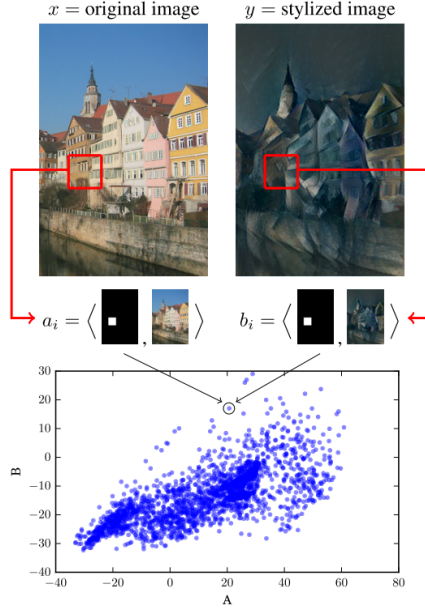 x = original image
y = stylized image
a_i = ⟨ , ⟩
b_i = ⟨ , ⟩
30
20
10
0
−10
−20
−30
−40
B
−40
−20
0
20
40
60
80
A